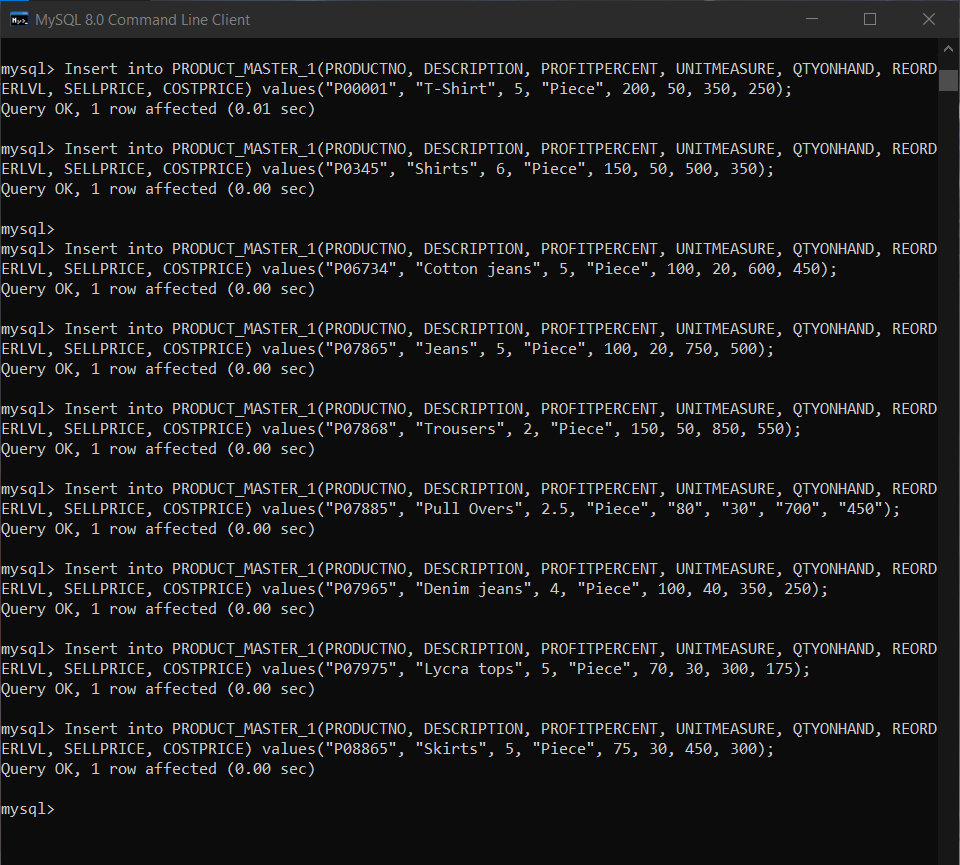 MySQL 8.0 Command Line Client
mysql> Insert into PRODUCT_MASTER_1(PRODUCTNO, DESCRIPTION, PROFITPERCENT, UNITMEASURE, QTYONHAND, REORD
ERLVL, SELLPRICE, COSTPRICE) values("P00001", "T-Shirt", 5, "Piece", 200, 50, 350, 250);
Query OK, 1 row affected (0.01 sec)
mysql> Insert into PRODUCT_MASTER_1(PRODUCTNO, DESCRIPTION, PROFITPERCENT, UNITMEASURE, QTYONHAND, REORD
ERLVL, SELLPRICE, COSTPRICE) values("P0345", "Shirts", 6, "Piece", 150, 50, 500, 350);
Query OK, 1 row affected (0.00 sec)
mysql>
mysql> Insert into PRODUCT_MASTER_1(PRODUCTNO, DESCRIPTION, PROFITPERCENT, UNITMEASURE, QTYONHAND, REORD
ERLVL, SELLPRICE, COSTPRICE) values("P06734", "Cotton jeans", 5, "Piece", 100, 20, 600, 450);
Query OK, 1 row affected (0.00 sec)
mysql> Insert into PRODUCT_MASTER_1(PRODUCTNO, DESCRIPTION, PROFITPERCENT, UNITMEASURE, QTYONHAND, REORD
ERLVL, SELLPRICE, COSTPRICE) values("P07865", "Jeans", 5, "Piece", 100, 20, 750, 500);
Query OK, 1 row affected (0.00 sec)
mysql> Insert into PRODUCT_MASTER_1(PRODUCTNO, DESCRIPTION, PROFITPERCENT, UNITMEASURE, QTYONHAND, REORD
ERLVL, SELLPRICE, COSTPRICE) values("P07868", "Trousers", 2, "Piece", 150, 50, 850, 550);
Query OK, 1 row affected (0.00 sec)
mysql> Insert into PRODUCT_MASTER_1(PRODUCTNO, DESCRIPTION, PROFITPERCENT, UNITMEASURE, QTYONHAND, REORD
ERLVL, SELLPRICE, COSTPRICE) values("P07885", "Pull Overs", 2.5, "Piece", "80", "30", "700", "450");
Query OK, 1 row affected (0.00 sec)
mysql> Insert into PRODUCT_MASTER_1(PRODUCTNO, DESCRIPTION, PROFITPERCENT, UNITMEASURE, QTYONHAND, REORD
ERLVL, SELLPRICE, COSTPRICE) values("P07965", "Denim jeans", 4, "Piece", 100, 40, 350, 250);
Query OK, 1 row affected (0.00 sec)
mysql> Insert into PRODUCT_MASTER_1(PRODUCTNO, DESCRIPTION, PROFITPERCENT, UNITMEASURE, QTYONHAND, REORD
ERLVL, SELLPRICE, COSTPRICE) values("P07975", "Lycra tops", 5, "Piece", 70, 30, 300, 175);
Query OK, 1 row affected (0.00 sec)
mysql> Insert into PRODUCT_MASTER_1(PRODUCTNO, DESCRIPTION, PROFITPERCENT, UNITMEASURE, QTYONHAND, REORD
ERLVL, SELLPRICE, COSTPRICE) values("P08865", "Skirts", 5, "Piece", 75, 30, 450, 300);
Query OK, 1 row affected (0.00 sec)
mysql>